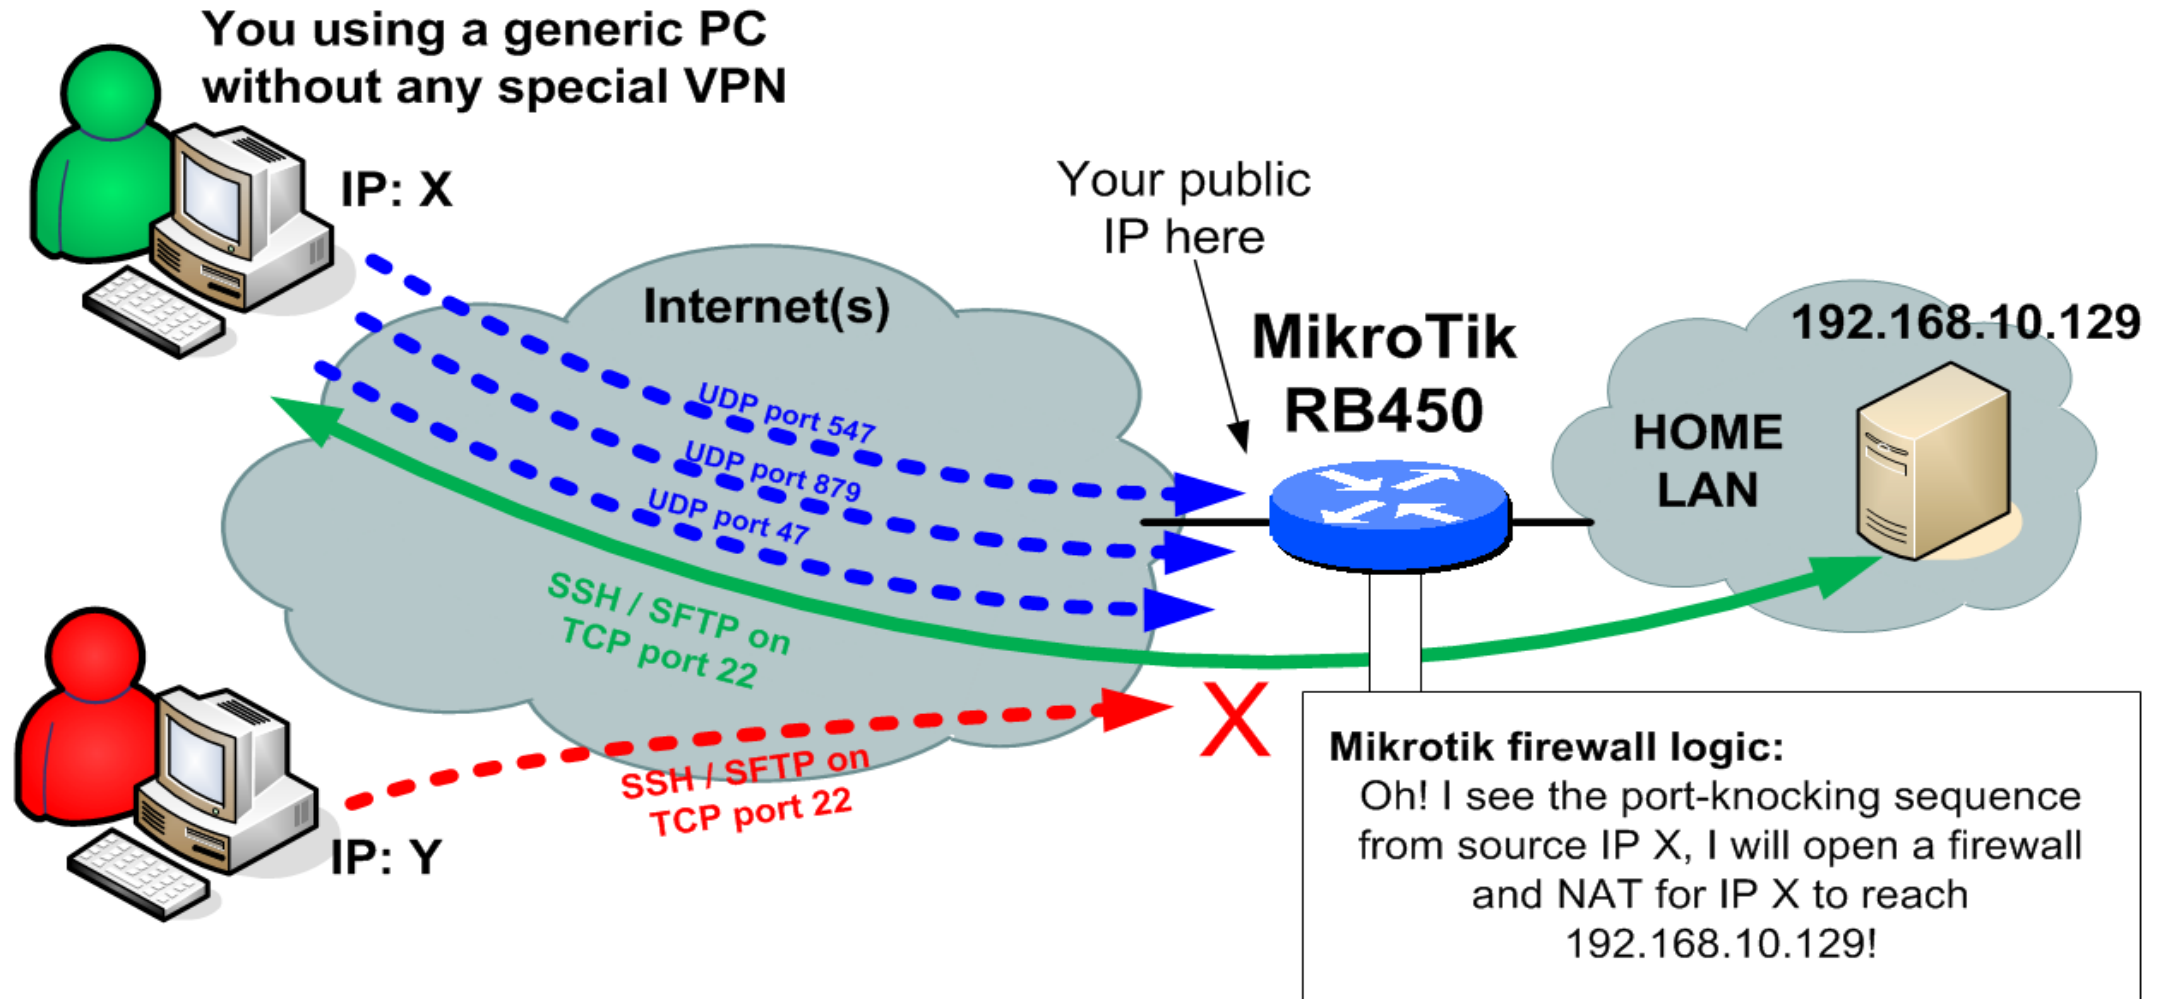 You using a generic PC
without any special VPN
IP: X
Your public
IP here
Internet(s)
MikroTik
RB450
192.168.10.129
HOME
LAN
UDP port 547
UDP port 879
UDP port 47
SSH / SFTP on
TCP port 22
X
SSH / SFTP on
TCP port 22
IP: Y
Mikrotik firewall logic:
Oh! I see the port-knocking sequence
from source IP X, I will open a firewall
and NAT for IP X to reach
192.168.10.129!